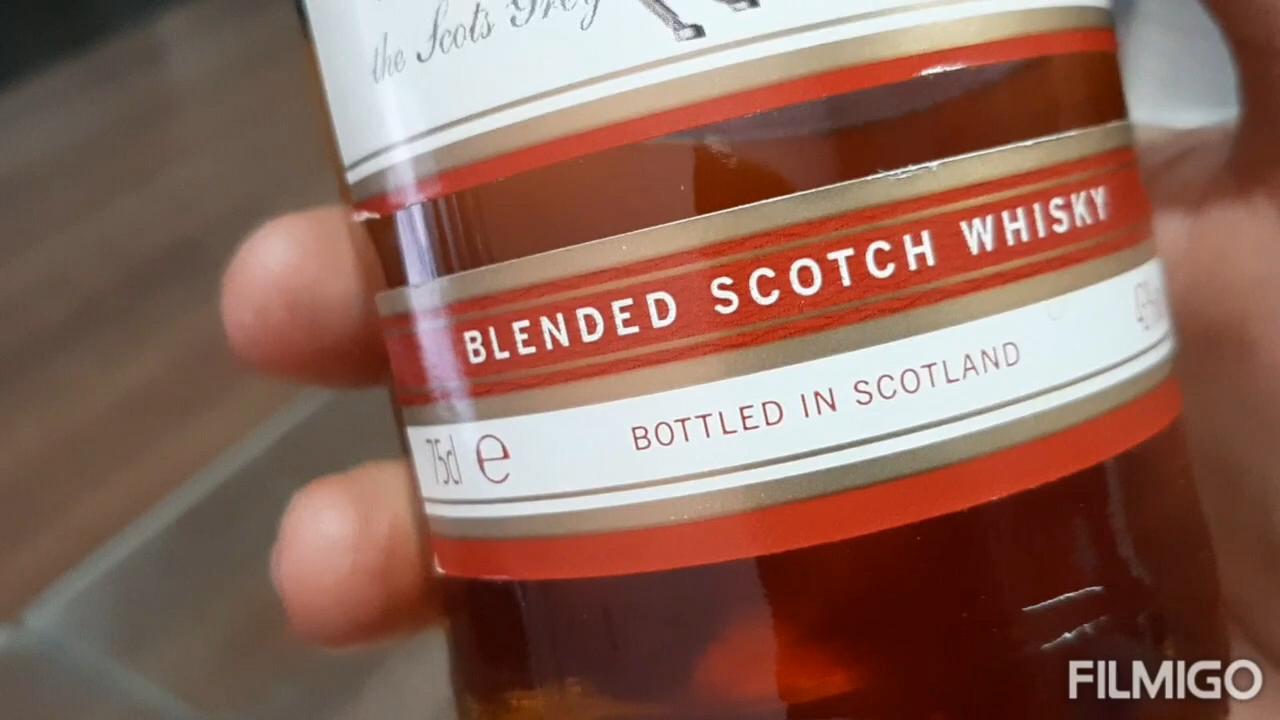 the Scots Grey
BLENDED SCOTCH WHISKY
75cl e
BOTTLED IN SCOTLAND
FILMIGO